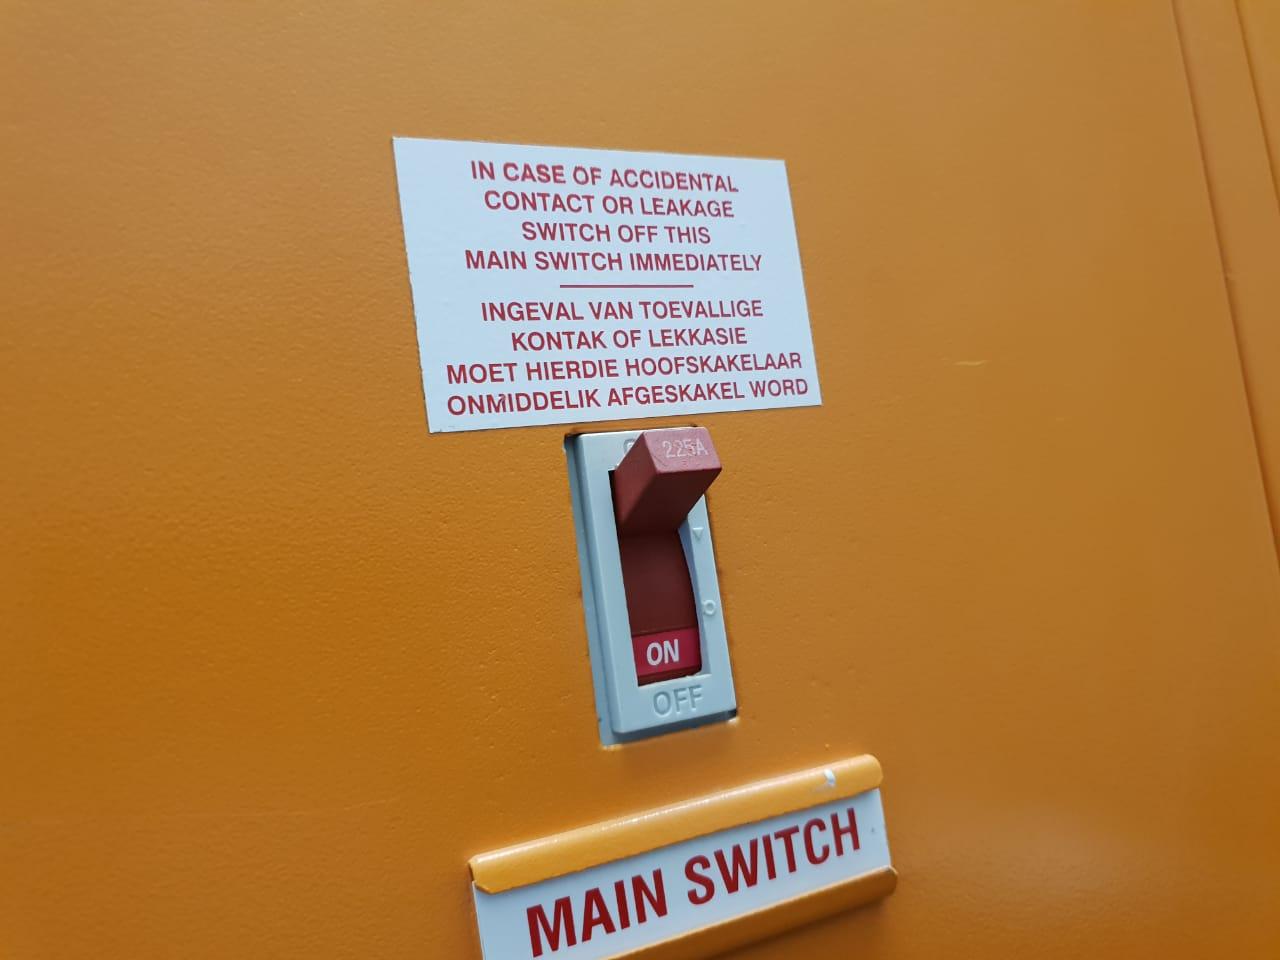 IN CASE OF ACCIDENTAL
CONTACT OR LEAKAGE
SWITCH OFF THIS
MAIN SWITCH IMMEDIATELY
INGEVAL VAN TOEVALLIGE
KONTAK OF LEKKASIE
MOET HIERDIE HOOFSKAKELAAR
ONMIDDELIK AFGESKAKEL WORD
225A
ON
OFF
MAIN SWITCH